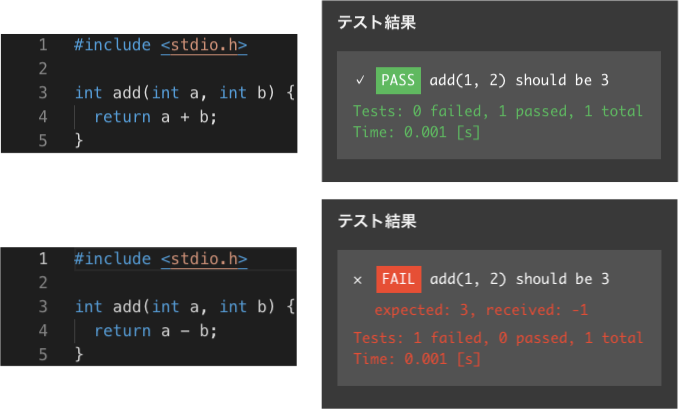 1 #include <stdio.h>
2
3 int add(int a, int b) {
4 return a + b;
5 }
テスト結果
✓ PASS add(1, 2) should be 3
Tests: 0 failed, 1 passed, 1 total
Time: 0.001 [s]
1 #include <stdio.h>
2
3 int add(int a, int b) {
4 return a - b;
5 }
テスト結果
× FAIL add(1, 2) should be 3
expected: 3, received: -1
Tests: 1 failed, 0 passed, 1 total
Time: 0.001 [s]